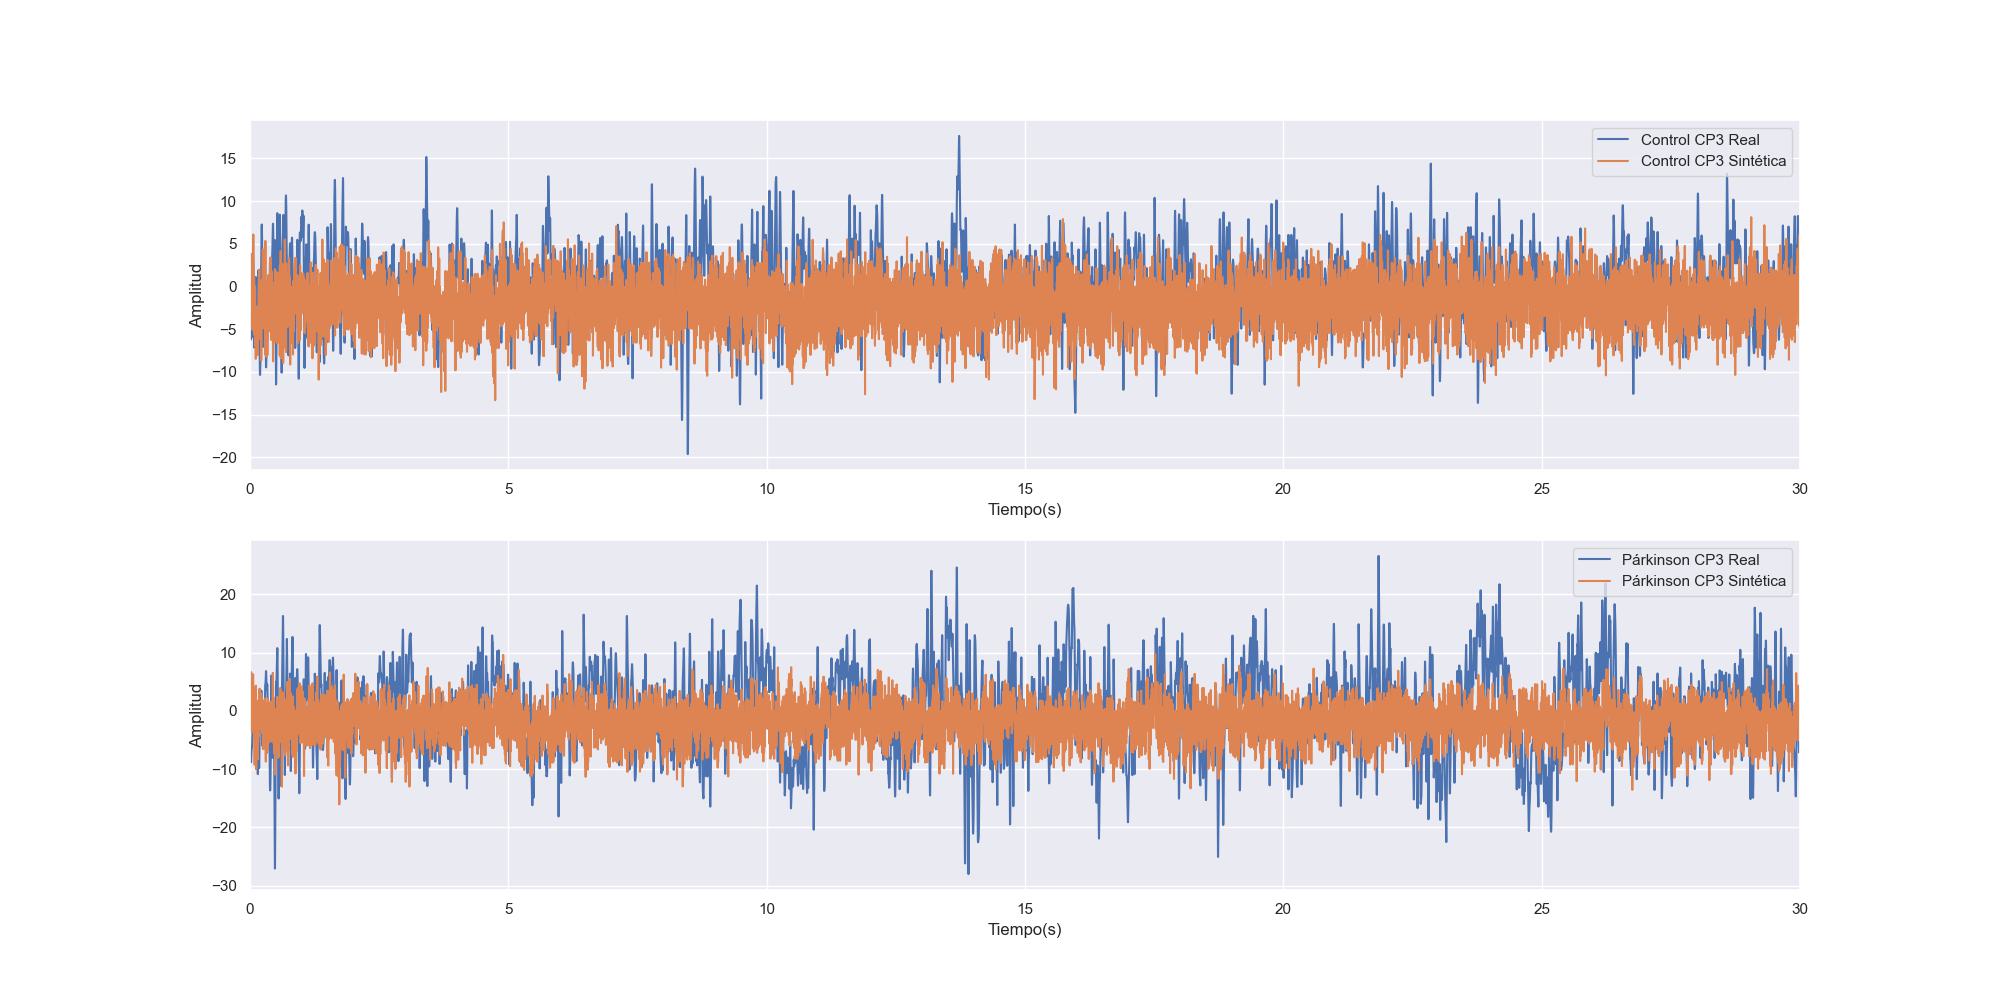 Control CP3 Real
Control CP3 Sintética
15
10
5
0
−5
−10
−15
−20
Amplitud
0 5 10 15 20 25 30
Tiempo(s)
Párkinson CP3 Real
Párkinson CP3 Sintética
20
10
0
−10
−20
−30
Amplitud
0 5 10 15 20 25 30
Tiempo(s)